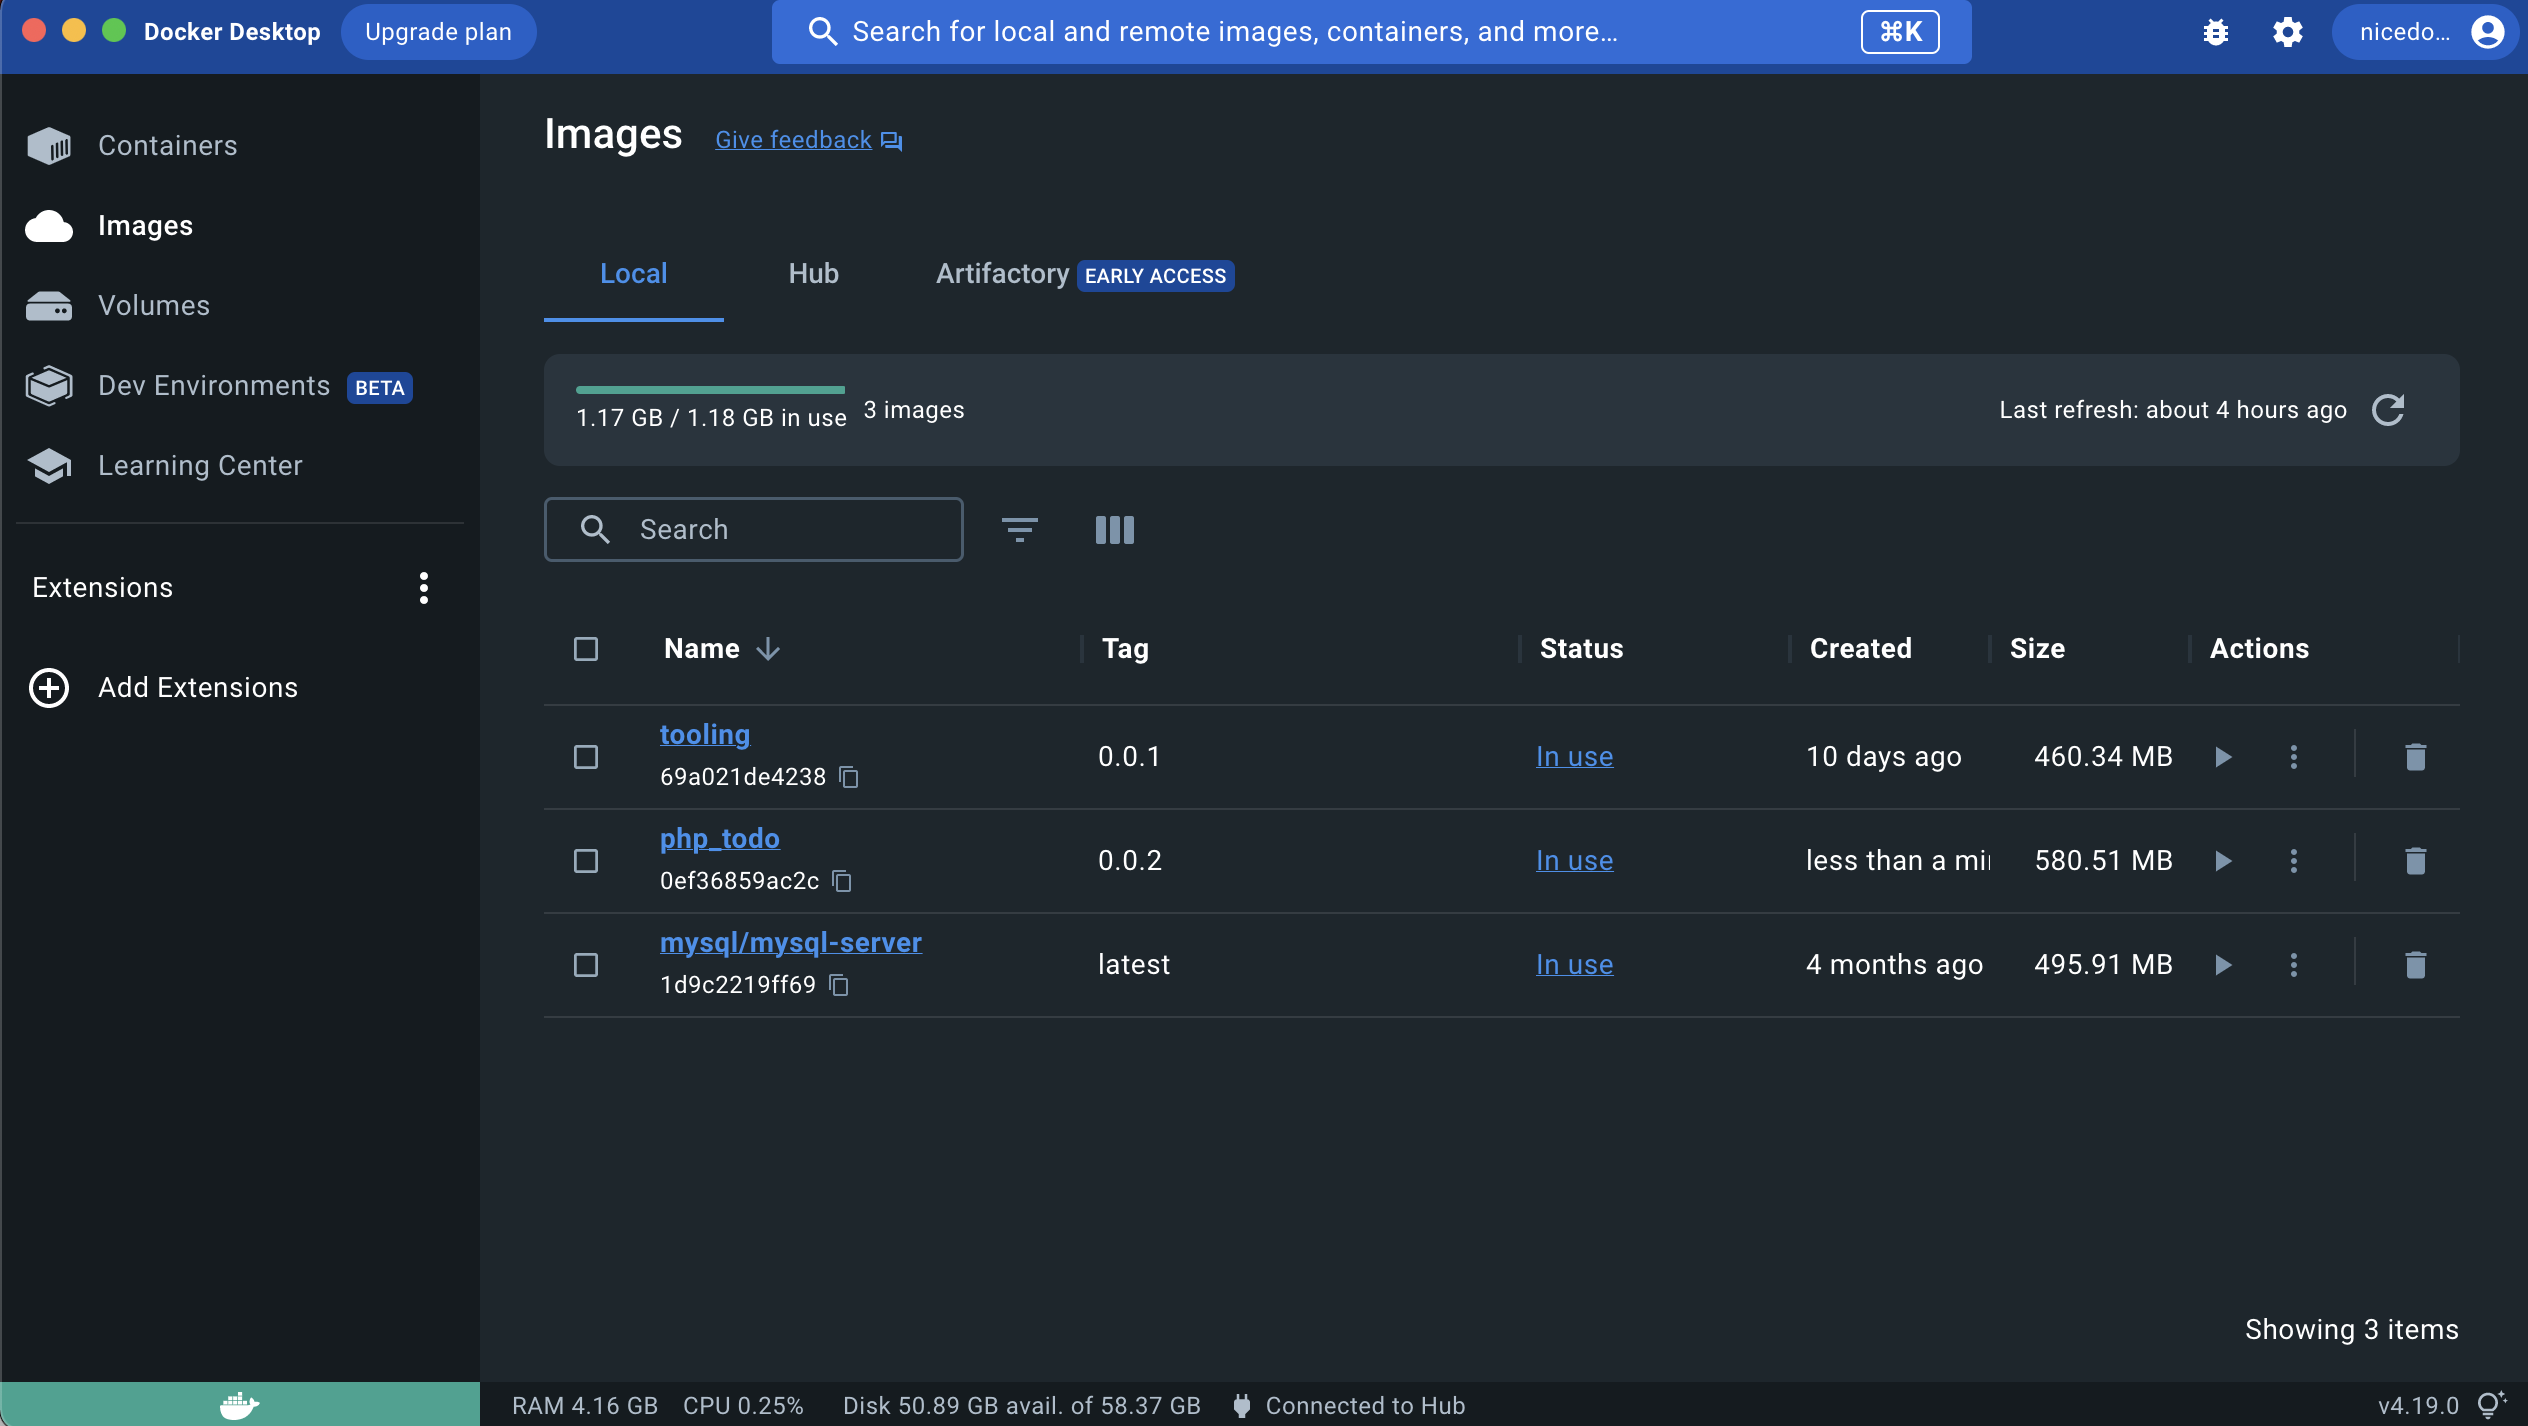 Docker Desktop Upgrade plan Search for local and remote images, containers, and more... ⌘K nicedo...
Containers
Images
Volumes
Dev Environments BETA
Learning Center
Extensions
Add Extensions
Images Give feedback
Local Hub Artifactory EARLY ACCESS
1.17 GB / 1.18 GB in use 3 images Last refresh: about 4 hours ago
Search
Name Tag Status Created Size Actions
tooling
69a021de4238 0.0.1 In use 10 days ago 460.34 MB
php_todo
0ef36859ac2c 0.0.2 In use less than a mi 580.51 MB
mysql/mysql-server
1d9c2219ff69 latest In use 4 months ago 495.91 MB
Showing 3 items
RAM 4.16 GB CPU 0.25% Disk 50.89 GB avail. of 58.37 GB Connected to Hub v4.19.0